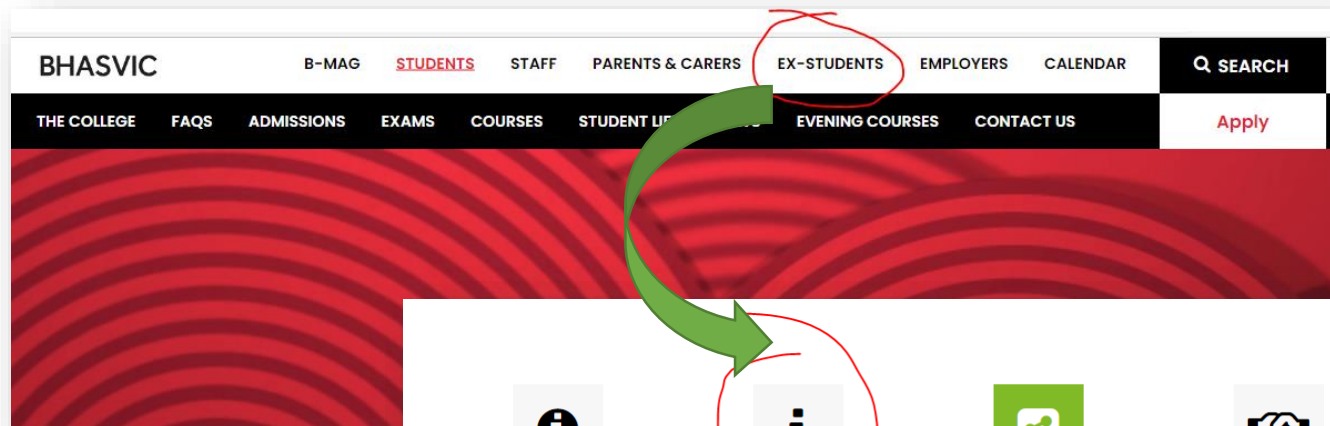 BHASVIC B-MAG STUDENTS STAFF PARENTS & CARERS EX-STUDENTS EMPLOYERS CALENDAR SEARCH
THE COLLEGE FAQS ADMISSIONS EXAMS COURSES STUDENT EVENING COURSES CONTACT US Apply